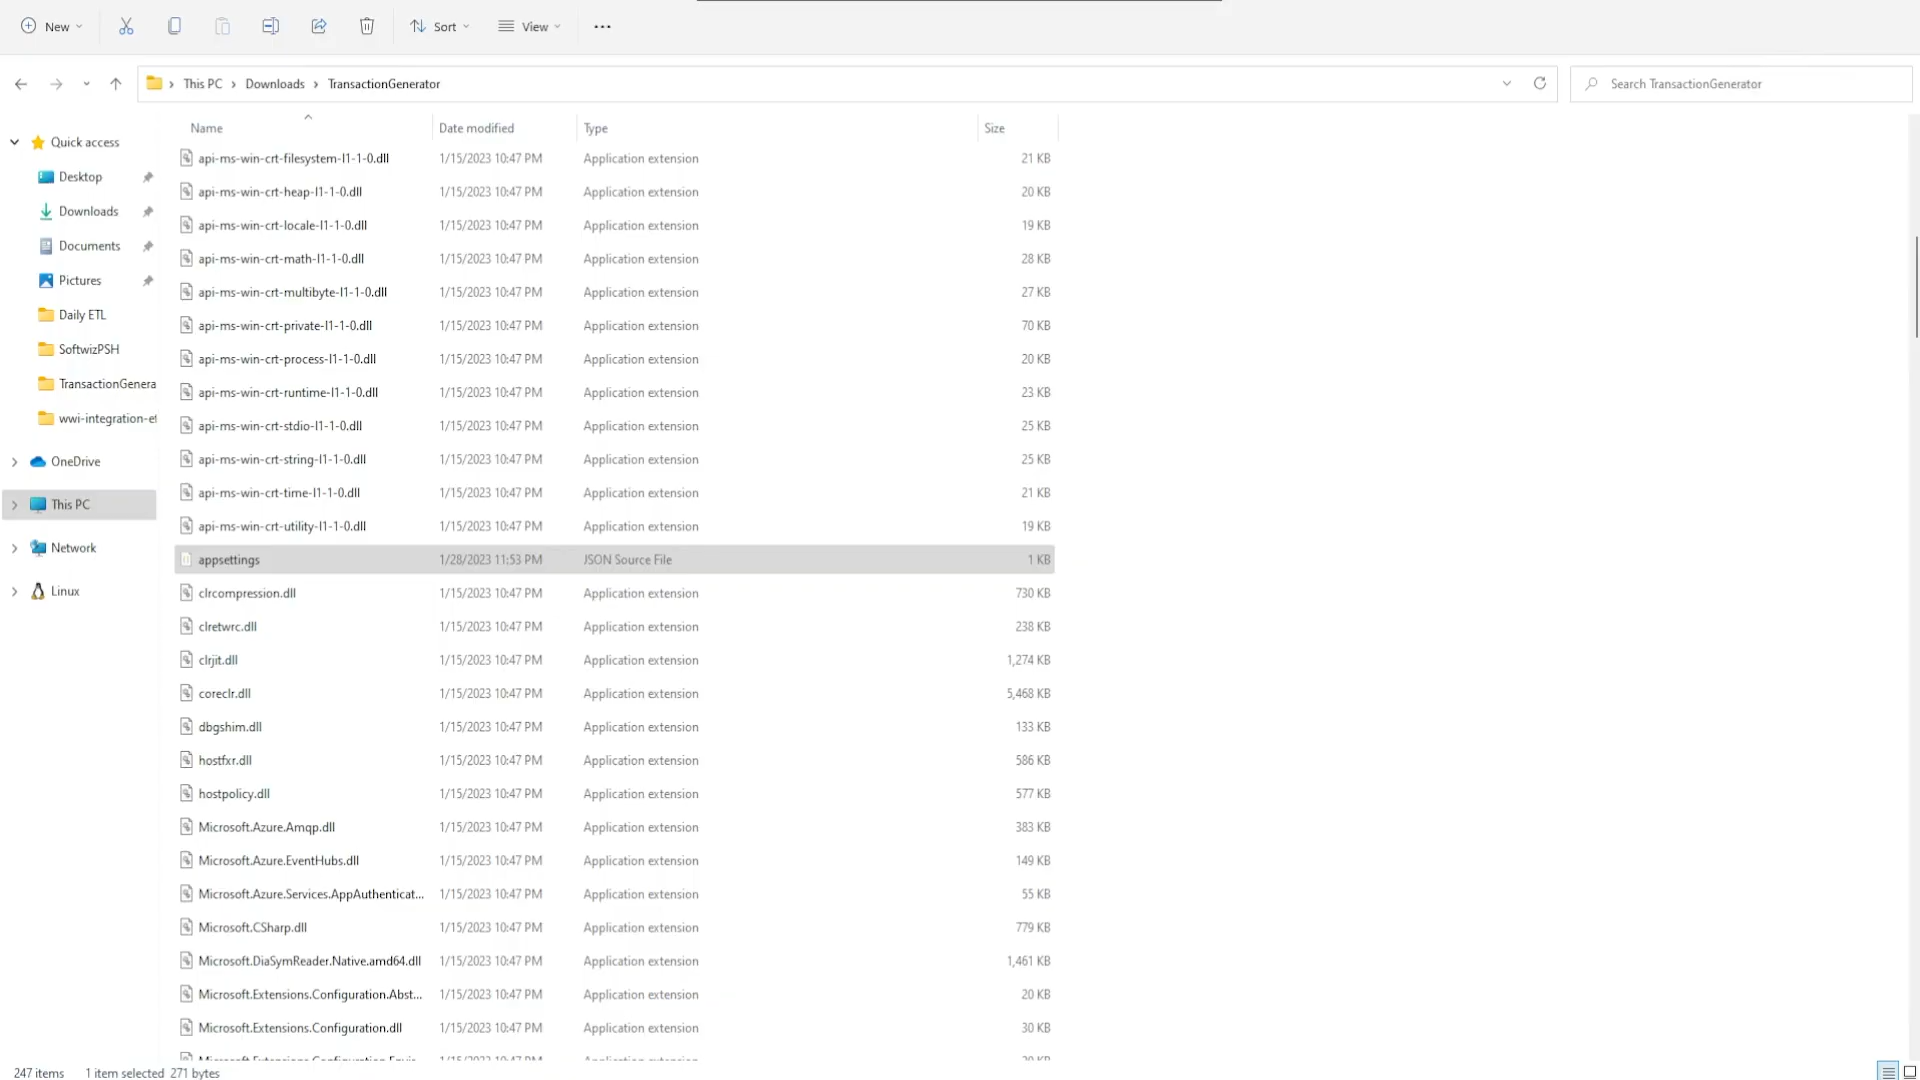 New Sort View
This PC Downloads TransactionGenerator Search TransactionGenerator
Name Date modified Type Size
Quick access
Desktop
Downloads
Documents
Pictures
Daily ETL
SoftwizPSH
TransactionGenera
wwi-integration-et
OneDrive
This PC
Network
Linux
api-ms-win-crt-filesystem-l1-1-0.dll 1/15/2023 10:47 PM Application extension 21 KB
api-ms-win-crt-heap-l1-1-0.dll 1/15/2023 10:47 PM Application extension 20 KB
api-ms-win-crt-locale-l1-1-0.dll 1/15/2023 10:47 PM Application extension 19 KB
api-ms-win-crt-math-l1-1-0.dll 1/15/2023 10:47 PM Application extension 28 KB
api-ms-win-crt-multibyte-l1-1-0.dll 1/15/2023 10:47 PM Application extension 27 KB
api-ms-win-crt-private-l1-1-0.dll 1/15/2023 10:47 PM Application extension 70 KB
api-ms-win-crt-process-l1-1-0.dll 1/15/2023 10:47 PM Application extension 20 KB
api-ms-win-crt-runtime-l1-1-0.dll 1/15/2023 10:47 PM Application extension 23 KB
api-ms-win-crt-stdio-l1-1-0.dll 1/15/2023 10:47 PM Application extension 25 KB
api-ms-win-crt-string-l1-1-0.dll 1/15/2023 10:47 PM Application extension 25 KB
api-ms-win-crt-time-l1-1-0.dll 1/15/2023 10:47 PM Application extension 21 KB
api-ms-win-crt-utility-l1-1-0.dll 1/15/2023 10:47 PM Application extension 19 KB
appsettings 1/28/2023 11:53 PM JSON Source File 1 KB
clrcompression.dll 1/15/2023 10:47 PM Application extension 730 KB
clretwrc.dll 1/15/2023 10:47 PM Application extension 238 KB
clrjit.dll 1/15/2023 10:47 PM Application extension 1,274 KB
coreclr.dll 1/15/2023 10:47 PM Application extension 5,468 KB
dbgshim.dll 1/15/2023 10:47 PM Application extension 133 KB
hostfxr.dll 1/15/2023 10:47 PM Application extension 586 KB
hostpolicy.dll 1/15/2023 10:47 PM Application extension 577 KB
Microsoft.Azure.Amqp.dll 1/15/2023 10:47 PM Application extension 383 KB
Microsoft.Azure.EventHubs.dll 1/15/2023 10:47 PM Application extension 149 KB
Microsoft.Azure.Services.AppAuthenticat... 1/15/2023 10:47 PM Application extension 55 KB
Microsoft.CSharp.dll 1/15/2023 10:47 PM Application extension 779 KB
Microsoft.DiaSymReader.Native.amd64.dll 1/15/2023 10:47 PM Application extension 1,461 KB
Microsoft.Extensions.Configuration.Abst... 1/15/2023 10:47 PM Application extension 20 KB
Microsoft.Extensions.Configuration.dll 1/15/2023 10:47 PM Application extension 30 KB
247 items 1 item selected 271 bytes